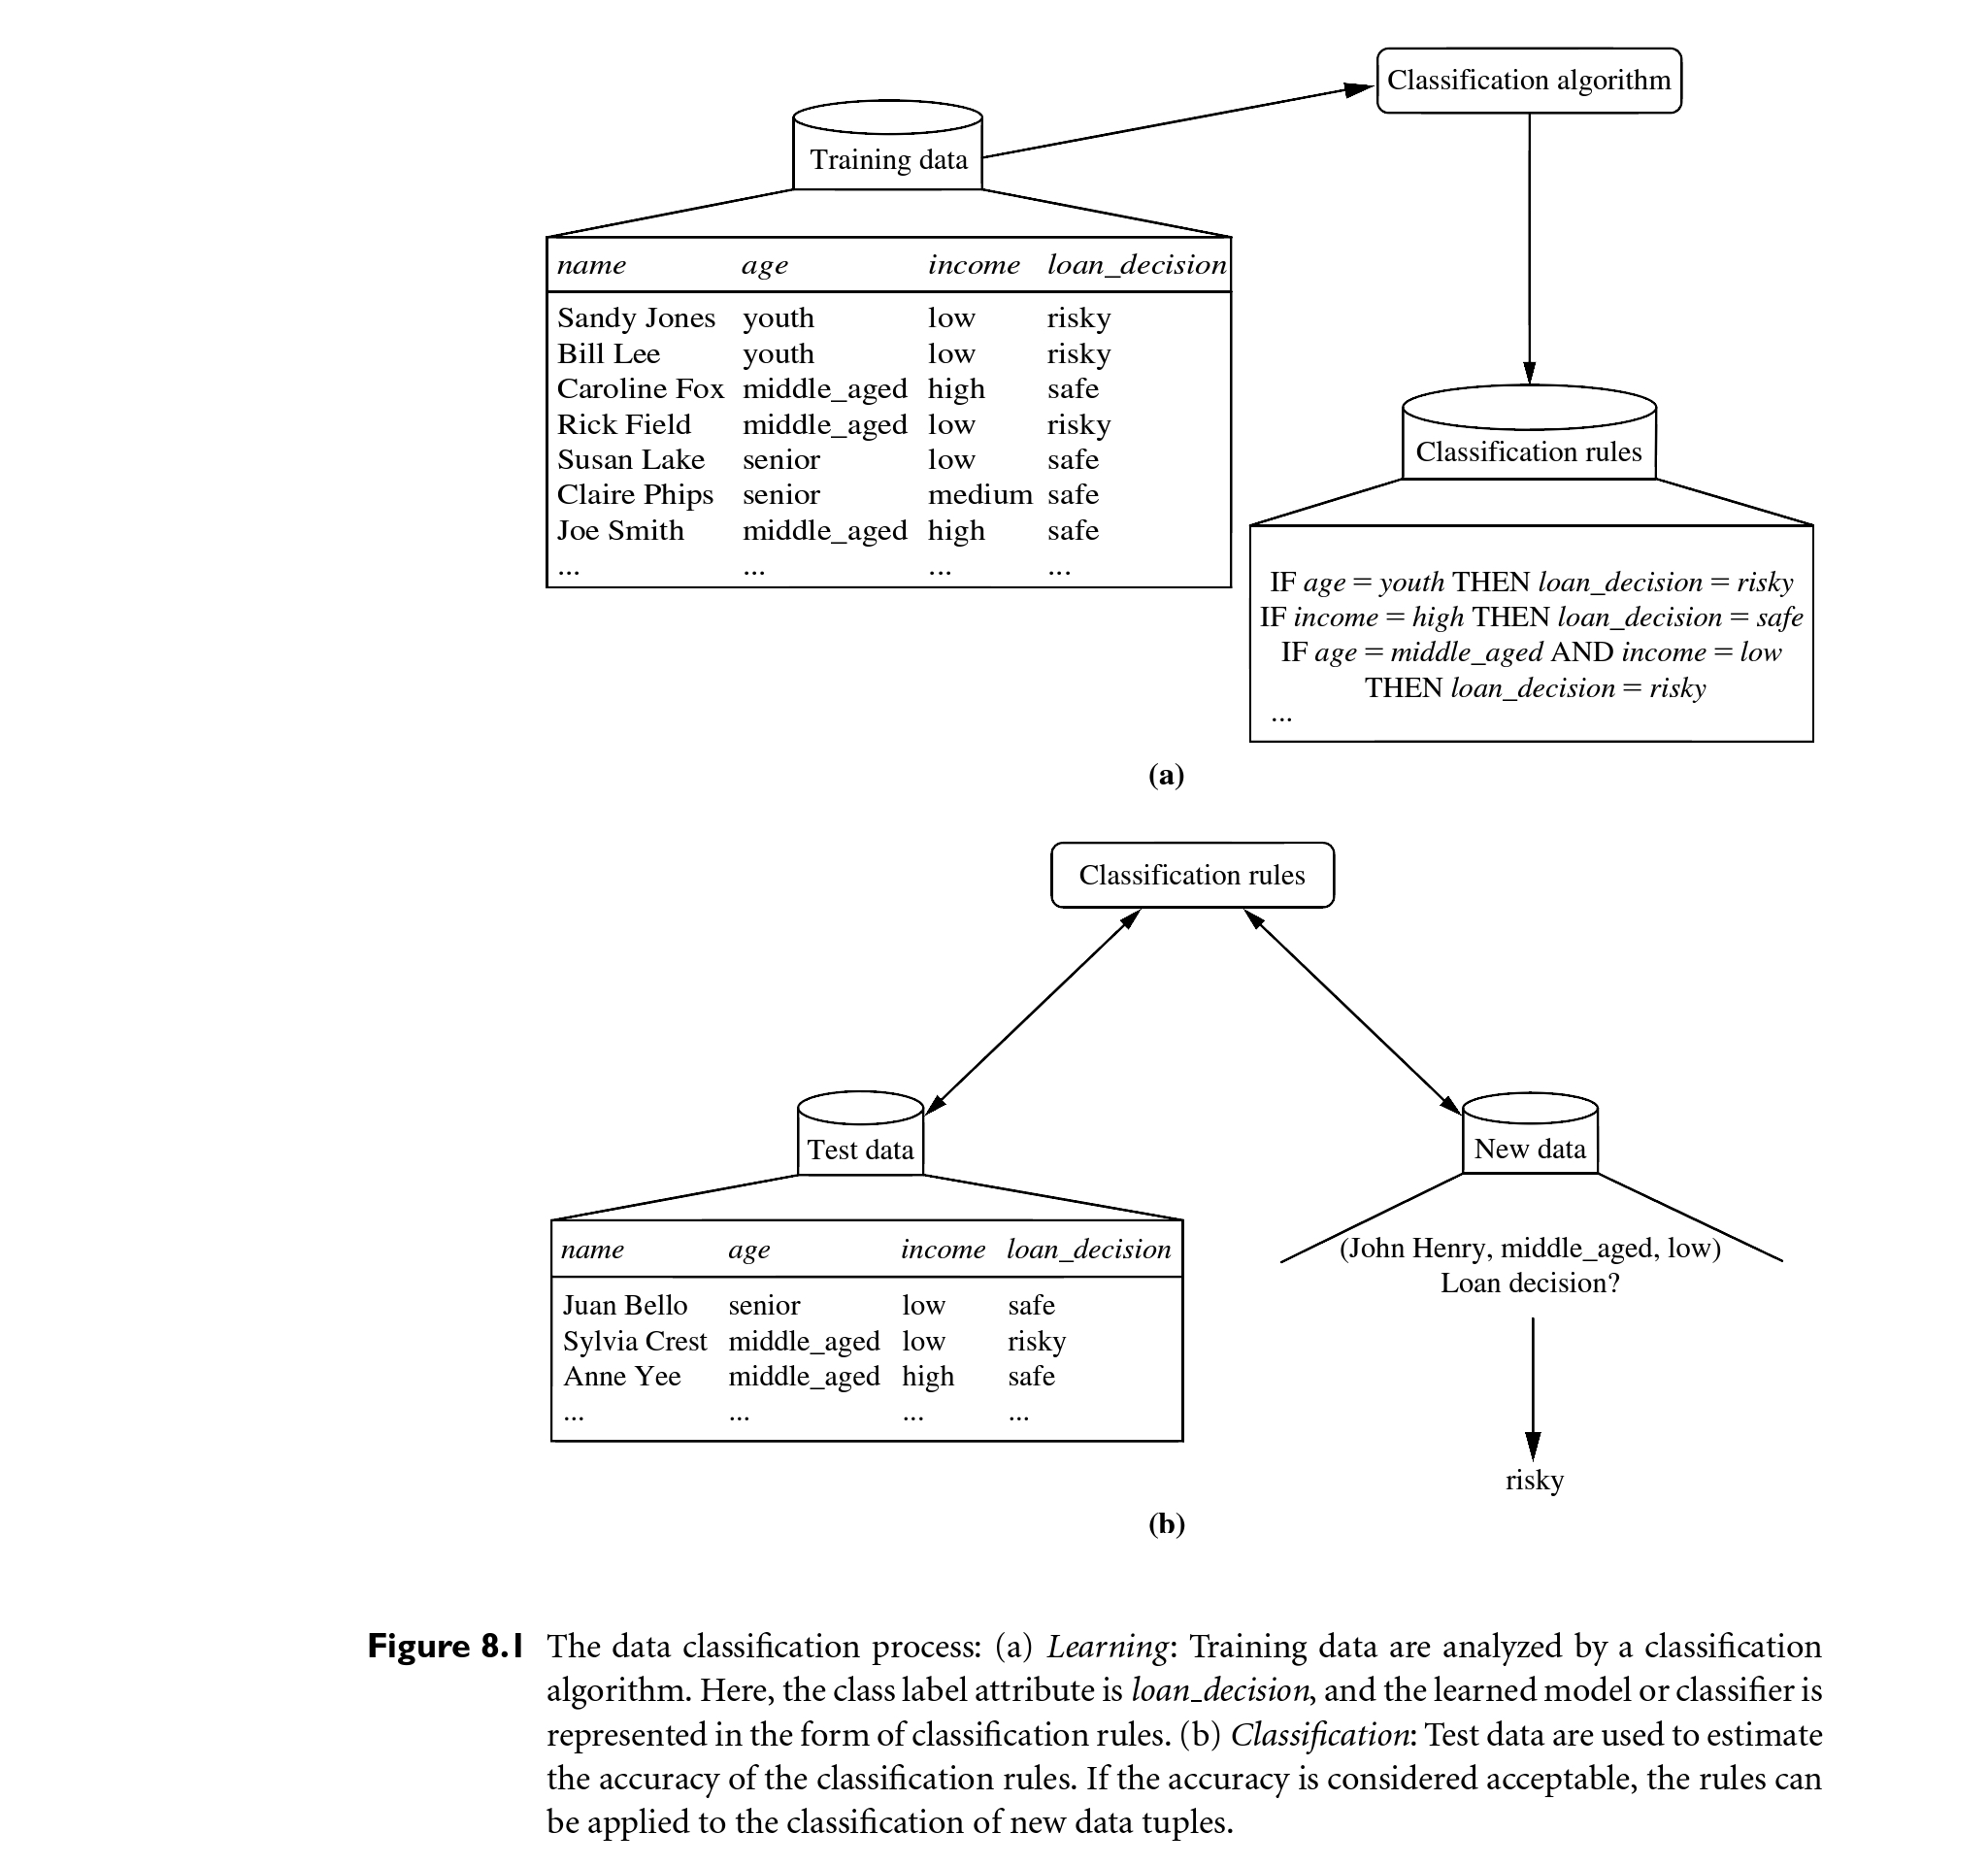 Classification algorithm
Training data
name age income loan_decision
Sandy Jones youth low risky
Bill Lee youth low risky
Caroline Fox middle_aged high safe
Rick Field middle_aged low risky
Susan Lake senior low safe
Claire Phips senior medium safe
Joe Smith middle_aged high safe
... ... ... ...
Classification rules
IF age = youth THEN loan_decision = risky
IF income = high THEN loan_decision = safe
IF age = middle_aged AND income = low
THEN loan_decision = risky
...
(a)
Classification rules
Test data
name age income loan_decision
Juan Bello senior low safe
Sylvia Crest middle_aged low risky
Anne Yee middle_aged high safe
... ... ... ...
New data
(John Henry, middle_aged, low)
Loan decision?
risky
(b)
Figure 8.1 The data classification process: (a) Learning: Training data are analyzed by a classification
algorithm. Here, the class label attribute is loan_decision, and the learned model or classifier is
represented in the form of classification rules. (b) Classification: Test data are used to estimate
the accuracy of the classification rules. If the accuracy is considered acceptable, the rules can
be applied to the classification of new data tuples.